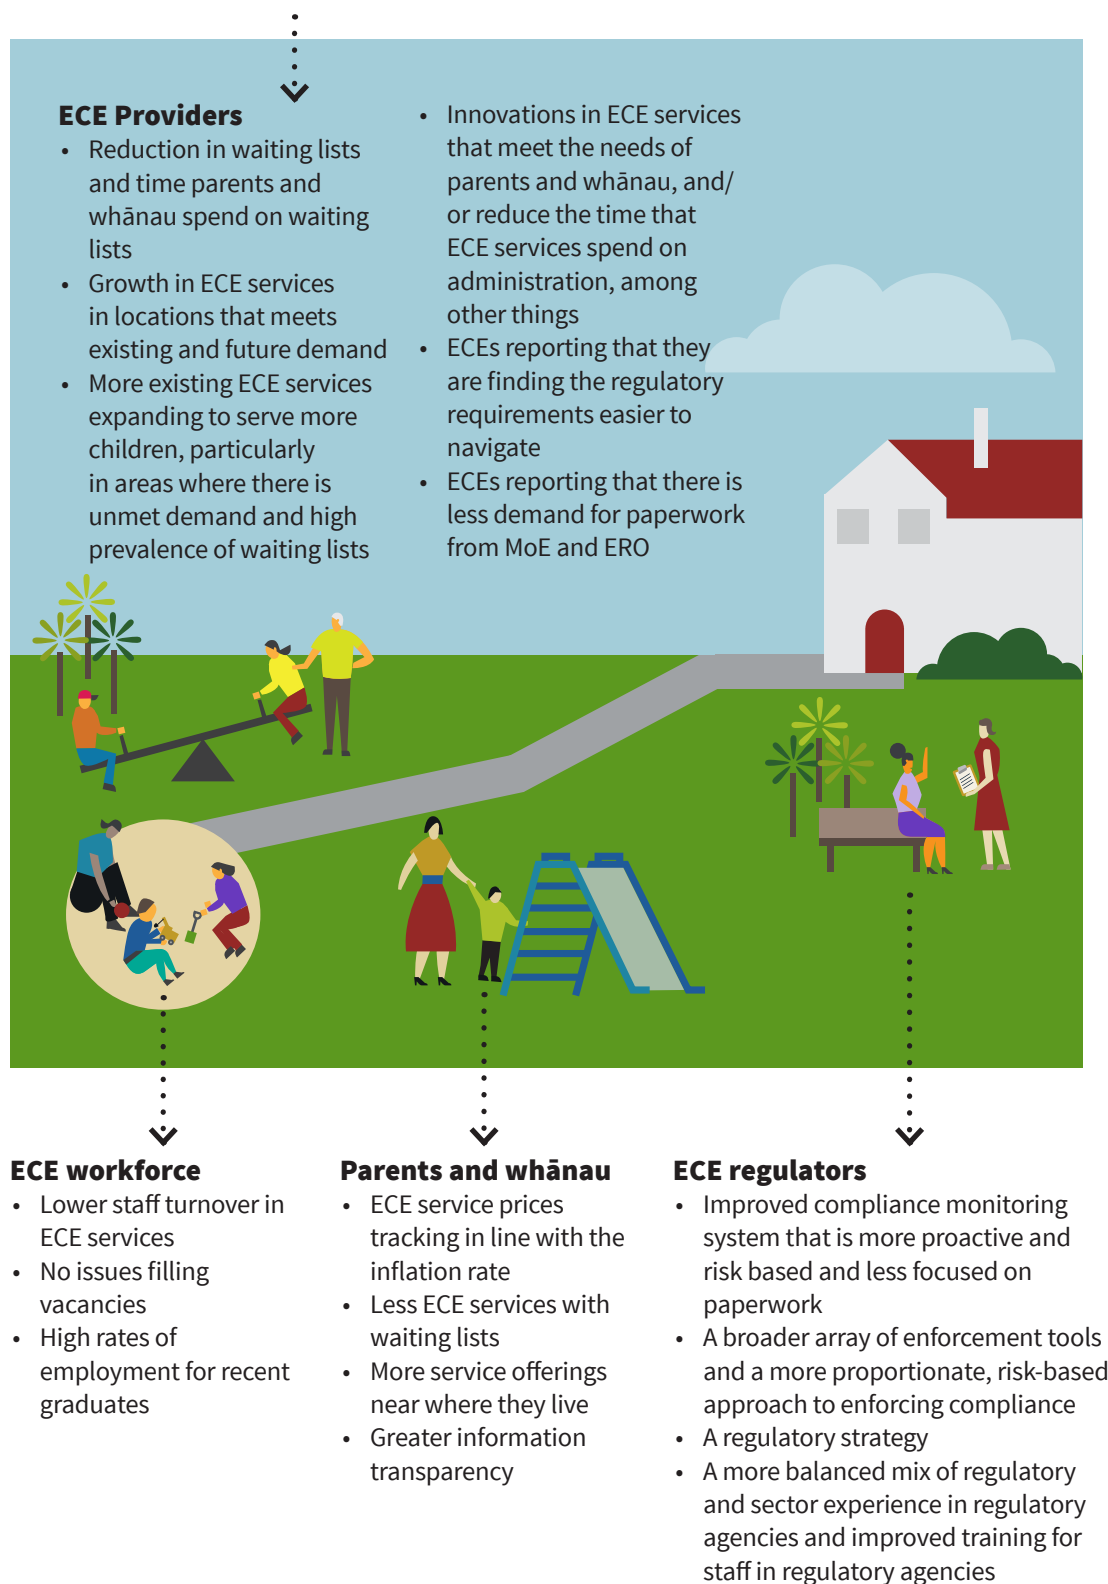 ECE Providers
• Reduction in waiting lists
and time parents and
whānau spend on waiting
lists
• Growth in ECE services
in locations that meets
existing and future demand
• More existing ECE services
expanding to serve more
children, particularly
in areas where there is
unmet demand and high
prevalence of waiting lists
• Innovations in ECE services
that meet the needs of
parents and whānau, and/
or reduce the time that
ECE services spend on
administration, among
other things
• ECEs reporting that they
are finding the regulatory
requirements easier to
navigate
• ECEs reporting that there is
less demand for paperwork
from MoE and ERO
ECE workforce
• Lower staff turnover in
ECE services
• No issues filling
vacancies
• High rates of
employment for recent
graduates
Parents and whānau
• ECE service prices
tracking in line with the
inflation rate
• Less ECE services with
waiting lists
• More service offerings
near where they live
• Greater information
transparency
ECE regulators
• Improved compliance monitoring
system that is more proactive and
risk based and less focused on
paperwork
• A broader array of enforcement tools
and a more proportionate, risk-based
approach to enforcing compliance
• A regulatory strategy
• A more balanced mix of regulatory
and sector experience in regulatory
agencies and improved training for
staff in regulatory agencies